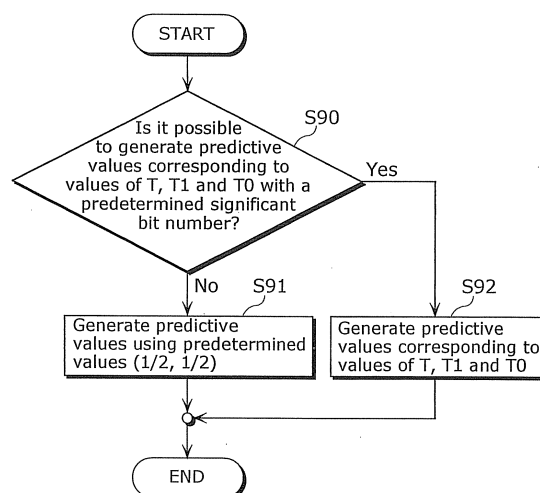 START
S90
Is it possible
to generate predictive
values corresponding to
values of T, T1 and T0 with a
predetermined significant
bit number?
Yes
No
S91
Generate predictive
values using predetermined
values (1/2, 1/2)
S92
Generate predictive
values corresponding to
values of T, T1 and T0
END